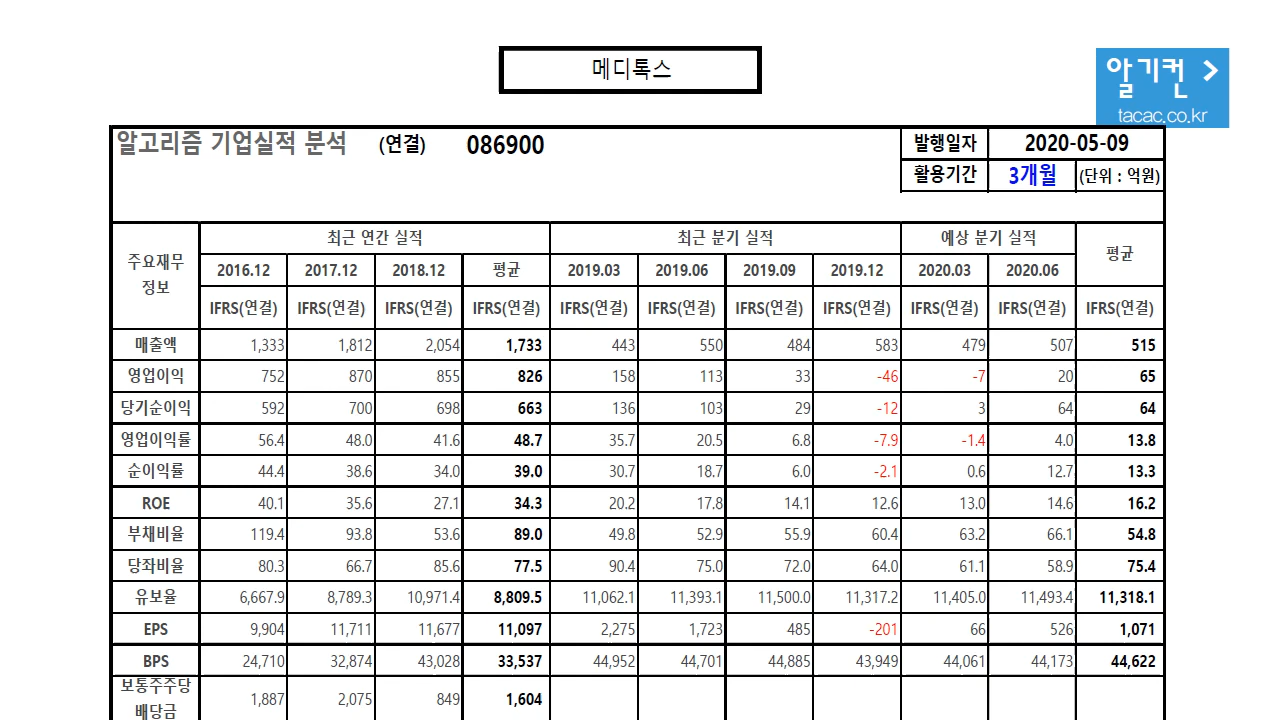 메디톡스
알기컨 >
tacac.co.kr
알고리즘 기업실적 분석 (연결) 086900 발행일자 2020-05-09
활용기간 3개월 (단위 : 억원)
주요재무정보 최근 연간 실적 최근 분기 실적 예상 분기 실적 평균
2016.12 2017.12 2018.12 평균 2019.03 2019.06 2019.09 2019.12 2020.03 2020.06
IFRS(연결) IFRS(연결) IFRS(연결) IFRS(연결) IFRS(연결) IFRS(연결) IFRS(연결) IFRS(연결) IFRS(연결) IFRS(연결) IFRS(연결)
매출액 1,333 1,812 2,054 1,733 443 550 484 583 479 507 515
영업이익 752 870 855 826 158 113 33 -46 -7 20 65
당기순이익 592 700 698 663 136 103 29 -12 3 64 64
영업이익률 56.4 48.0 41.6 48.7 35.7 20.5 6.8 -7.9 -1.4 4.0 13.8
순이익률 44.4 38.6 34.0 39.0 30.7 18.7 6.0 -2.1 0.6 12.7 13.3
ROE 40.1 35.6 27.1 34.3 20.2 17.8 14.1 12.6 13.0 14.6 16.2
부채비율 119.4 93.8 53.6 89.0 49.8 52.9 55.9 60.4 63.2 66.1 54.8
당좌비율 80.3 66.7 85.6 77.5 90.4 75.0 72.0 64.0 61.1 58.9 75.4
유보율 6,667.9 8,789.3 10,971.4 8,809.5 11,062.1 11,393.1 11,500.0 11,317.2 11,405.0 11,493.4 11,318.1
EPS 9,904 11,711 11,677 11,097 2,275 1,723 485 -201 66 526 1,071
BPS 24,710 32,874 43,028 33,537 44,952 44,701 44,885 43,949 44,061 44,173 44,622
보통주주당
배당금 1,887 2,075 849 1,604